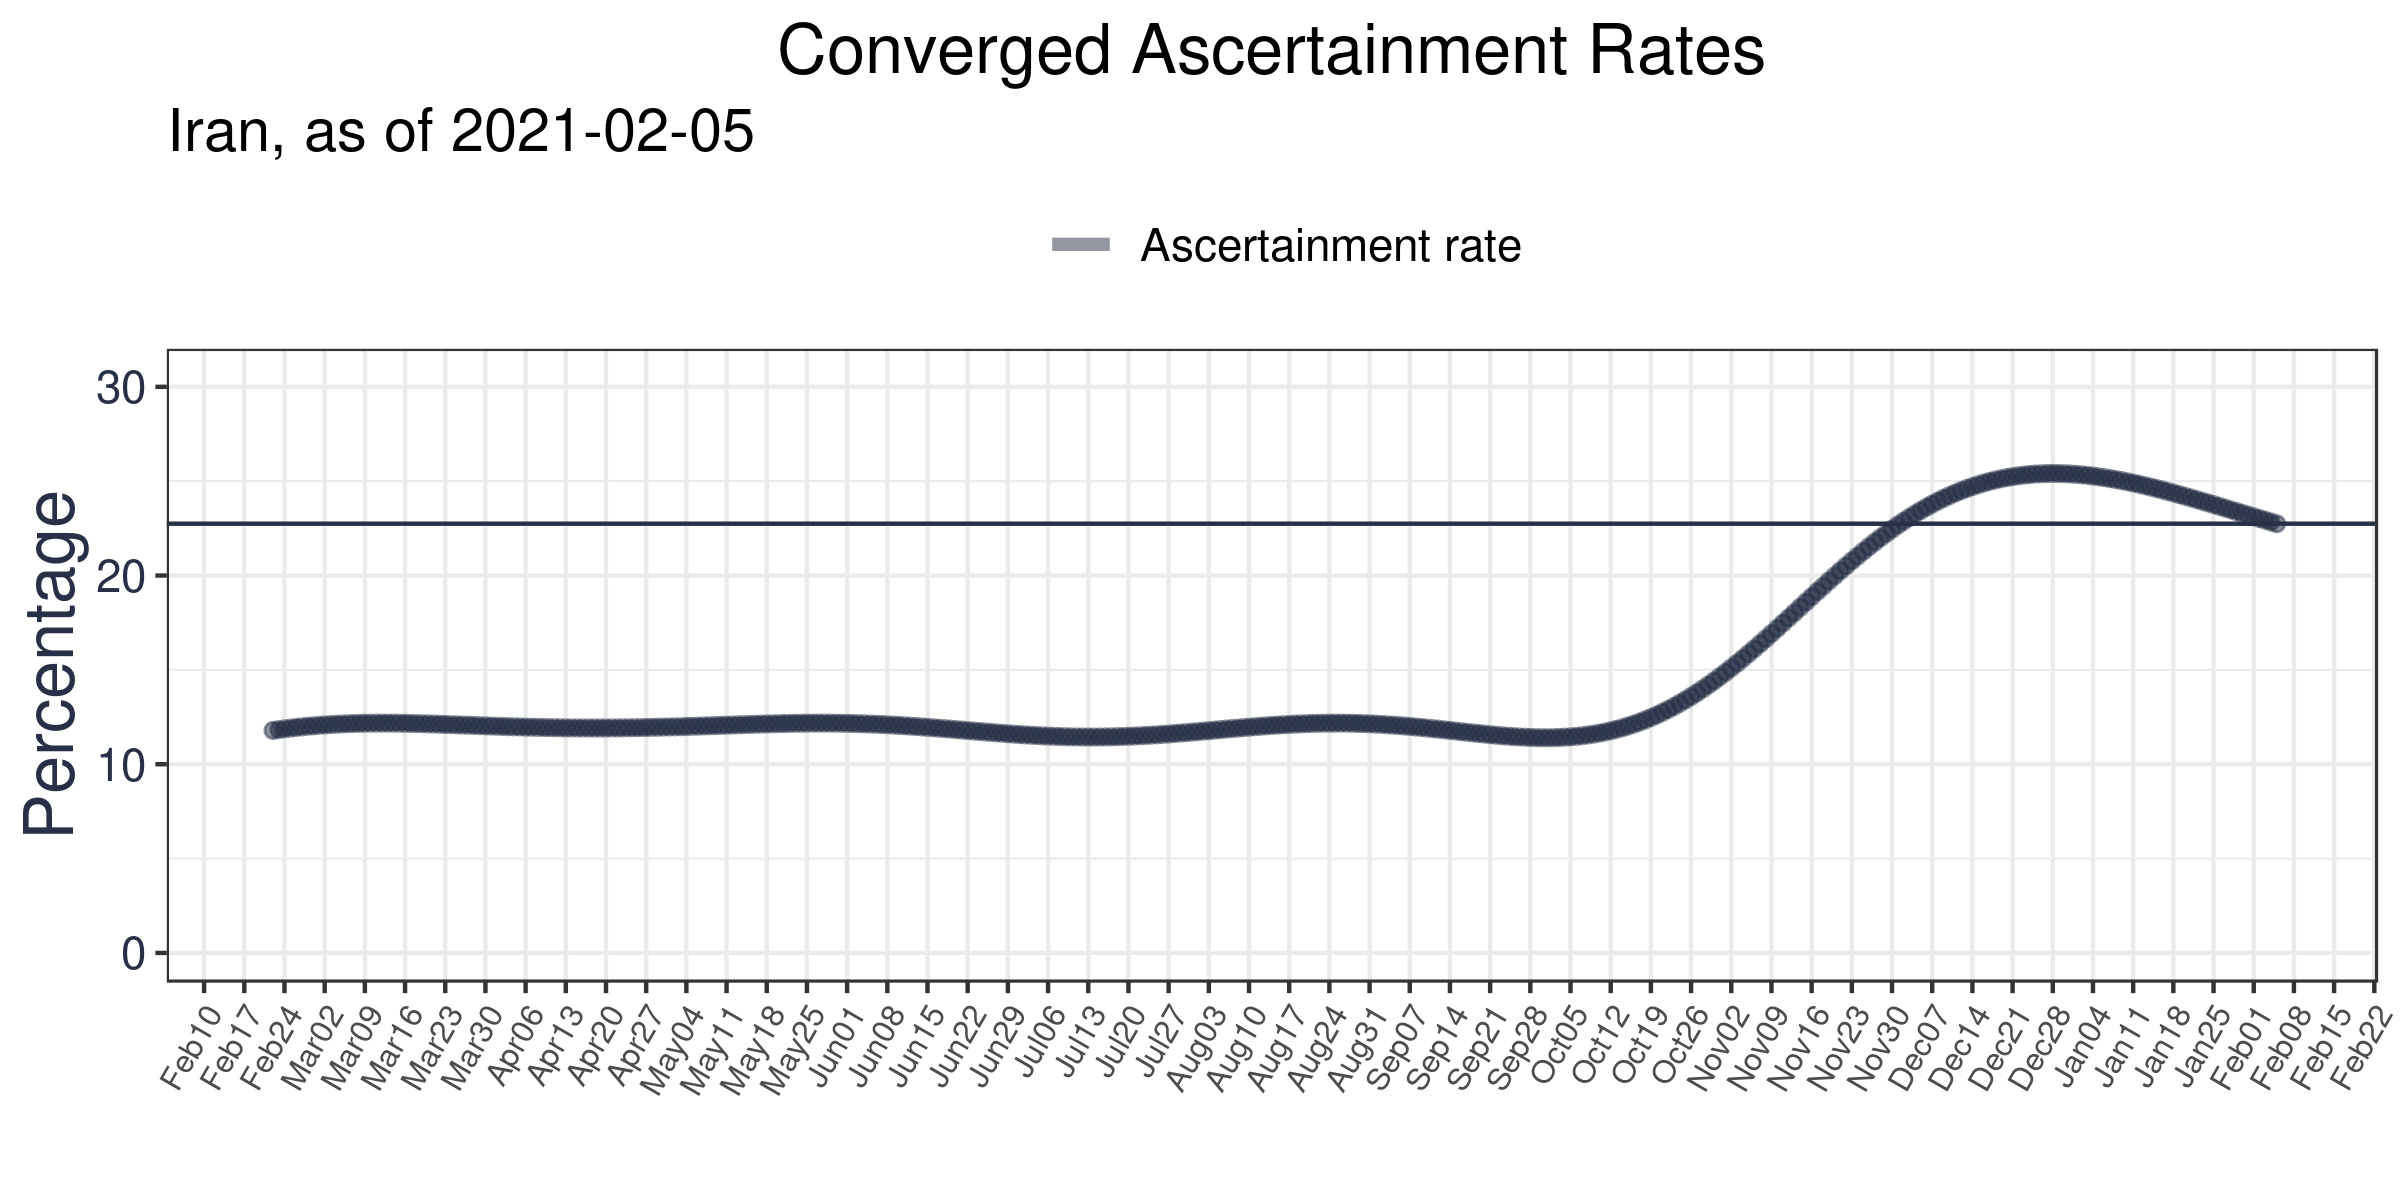 Converged Ascertainment Rates
Iran, as of 2021-02-05
Ascertainment rate
Percentage
30
20
10
0
Feb10 Feb17 Feb24 Mar02 Mar09 Mar16 Mar23 Mar30 Apr06 Apr13 Apr20 Apr27 May04 May11 May18 May25 Jun01 Jun08 Jun15 Jun22 Jun29 Jul06 Jul13 Jul20 Jul27 Aug03 Aug10 Aug17 Aug24 Aug31 Sep07 Sep14 Sep21 Sep28 Oct05 Oct12 Oct19 Oct26 Nov02 Nov09 Nov16 Nov23 Nov30 Dec07 Dec14 Dec21 Dec28 Jan04 Jan11 Jan18 Jan25 Feb01 Feb08 Feb15 Feb22